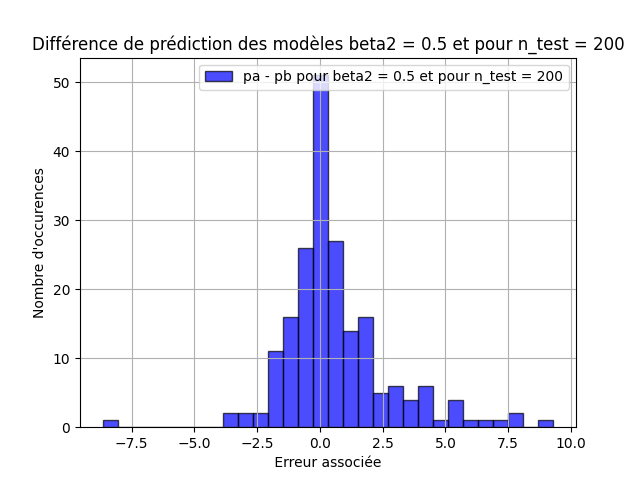 Différence de prédiction des modèles beta2 = 0.5 et pour n_test = 200
pa - pb pour beta2 = 0.5 et pour n_test = 200
50
40
30
20
10
0
Nombre d'occurences
−7.5 −5.0 −2.5 0.0 2.5 5.0 7.5 10.0
Erreur associée